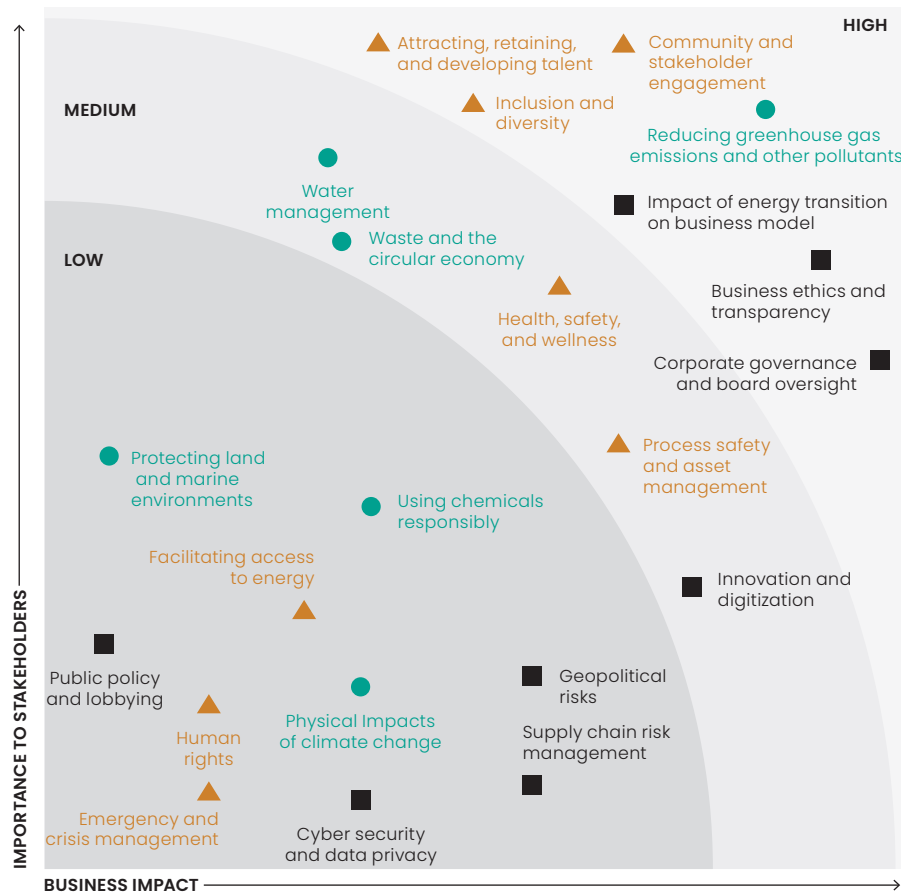 HIGH
Attracting, retaining,
and developing talent
Community and
stakeholder
engagement
MEDIUM
Inclusion and
diversity
Reducing greenhouse gas
emissions and other pollutants
Water
management
Impact of energy transition
on business model
Waste and the
circular economy
LOW
Business ethics and
transparency
Health, safety,
and wellness
Corporate governance
and board oversight
Protecting land
and marine
environments
Process safety
and asset
management
Using chemicals
responsibly
Facilitating access
to energy
Innovation and
digitization
Public policy
and lobbying
Geopolitical
risks
Human
rights
Physical Impacts
of climate change
Supply chain risk
management
Emergency and
crisis management
Cyber security
and data privacy
IMPORTANCE TO STAKEHOLDERS
BUSINESS IMPACT